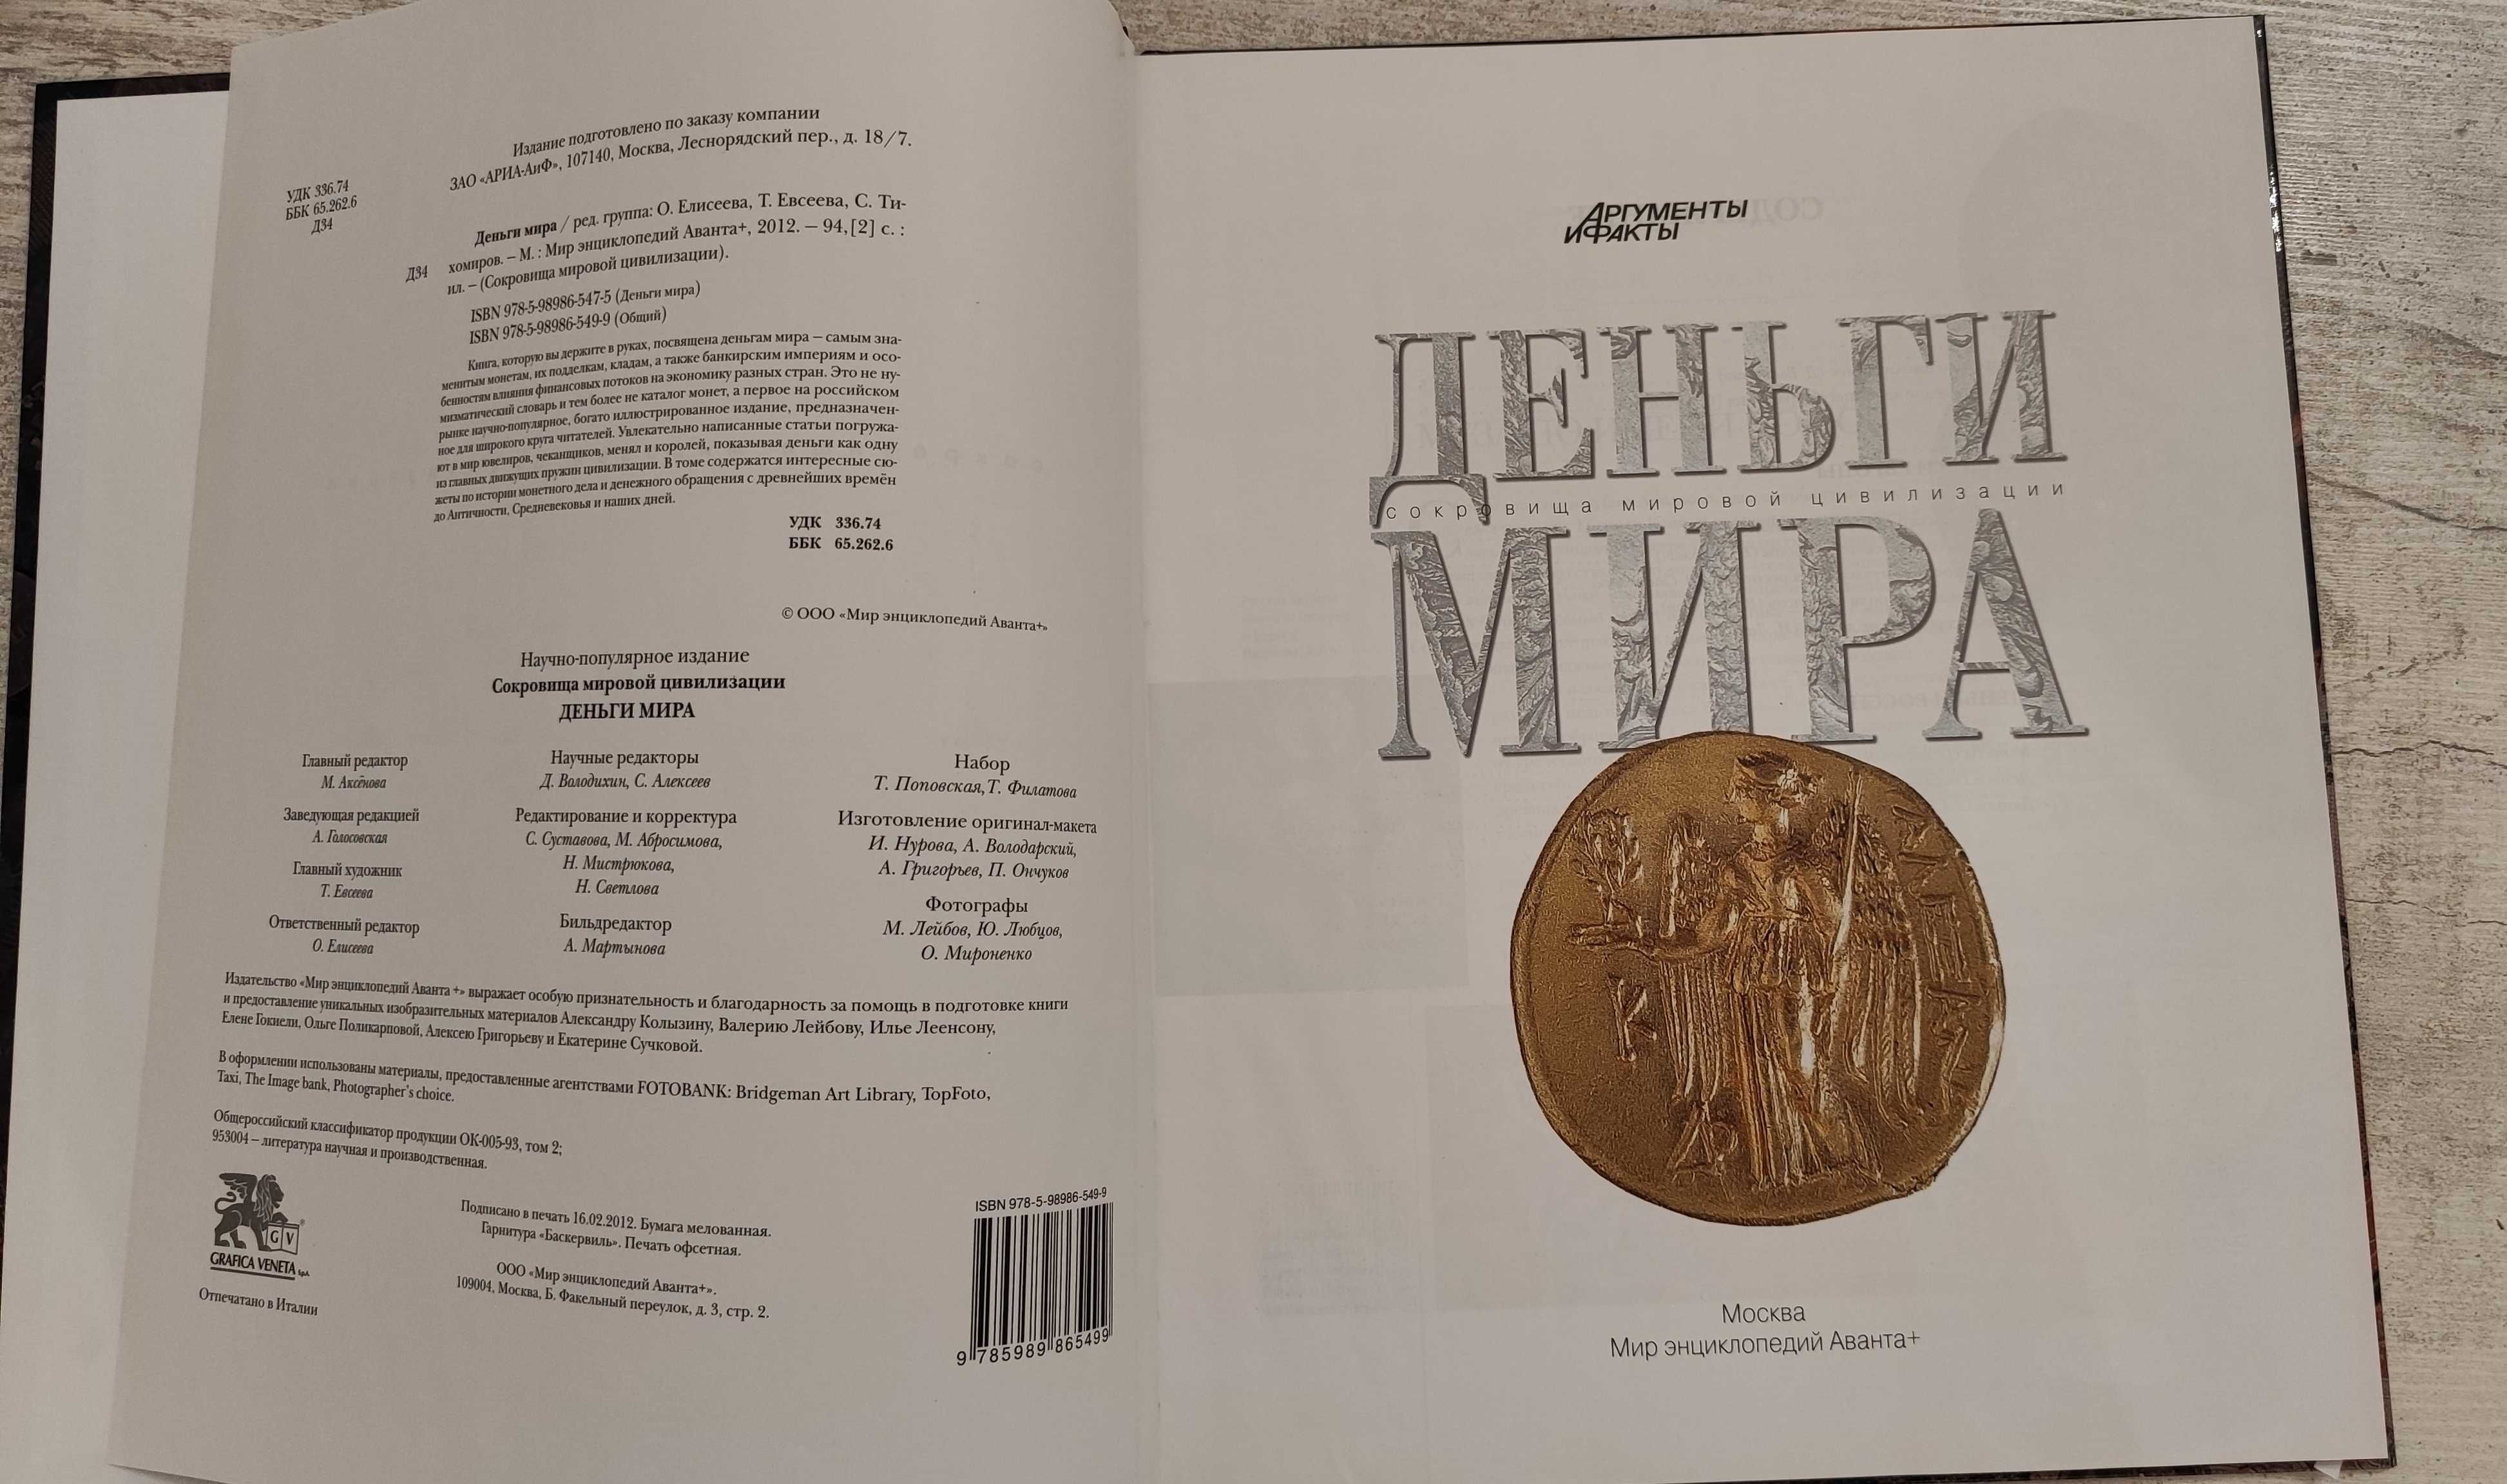 Издание подготовлено по заказу компании
ЗАО «АРИА-АиФ», 107140, Москва, Леснорядский пер., д. 18/7.
УДК 336.74
ББК 65.262.6
Д34
Деньги мира / ред. группа: О. Елисеева, Т. Евсеева, С. Ти-
Д34 хомиров. – М. : Мир энциклопедий Аванта+, 2012. – 94,[2] с. :
ил. – (Сокровища мировой цивилизации).
ISBN 978-5-98986-547-5 (Деньги мира)
ISBN 978-5-98986-549-9 (Общий)
Книга, которую вы держите в руках, посвящена деньгам мира – самым зна-
менитым монетам, их подделкам, кладам, а также банкирским империям и осо-
бенностям влияния финансовых потоков на экономику разных стран. Это не ну-
мизматический словарь и тем более не каталог монет, а первое на российском
рынке научно-популярное, богато иллюстрированное издание, предназначен-
ное для широкого круга читателей. Увлекательно написанные статьи погружа-
ют в мир ювелиров, чеканщиков, менял и королей, показывая деньги как одну
из главных движущих пружин цивилизации. В томе содержатся интересные сю-
жеты по истории монетного дела и денежного обращения с древнейших времён
до Античности, Средневековья и наших дней.
УДК 336.74
ББК 65.262.6
© ООО «Мир энциклопедий Аванта+»
Научно-популярное издание
Сокровища мировой цивилизации
ДЕНЬГИ МИРА
Главный редактор
М. Аксёнова
Заведующая редакцией
А. Голосовская
Главный художник
Т. Евсеева
Ответственный редактор
О. Елисеева
Научные редакторы
Д. Володихин, С. Алексеев
Редактирование и корректура
С. Суставова, М. Абросимова,
Н. Мистрюкова,
Н. Светлова
Бильдредактор
А. Мартынова
Набор
Т. Поповская, Т. Филатова
Изготовление оригинал-макета
И. Нурова, А. Володарский,
А. Григорьев, П. Ончуков
Фотографы
М. Лейбов, Ю. Любцов,
О. Мироненко
Издательство «Мир энциклопедий Аванта +» выражает особую признательность и благодарность за помощь в подготовке книги
и предоставление уникальных изобразительных материалов Александру Колызину, Валерию Лейбову, Илье Леенсону,
Елене Гокиели, Ольге Поликарповой, Алексею Григорьеву и Екатерине Сучковой.
В оформлении использованы материалы, предоставленные агентствами FOTOBANK: Bridgeman Art Library, TopFoto,
Taxi, The Image bank, Photographer's choice.
Общероссийский классификатор продукции ОК-005-93, том 2;
953004 – литература научная и производственная.
GV
GRAFICA VENETA S.p.A.
Отпечатано в Италии
Подписано в печать 16.02.2012. Бумага мелованная.
Гарнитура «Баскервиль». Печать офсетная.
ООО «Мир энциклопедий Аванта+».
109004, Москва, Б. Факельный переулок, д. 3, стр. 2.
ISBN 978-5-98986-549-9
9 785989 865499
АРГУМЕНТЫ
И ФАКТЫ
ДЕНЬГИ
сокровища мировой цивилизации
МИРА
Москва
Мир энциклопедий Аванта+